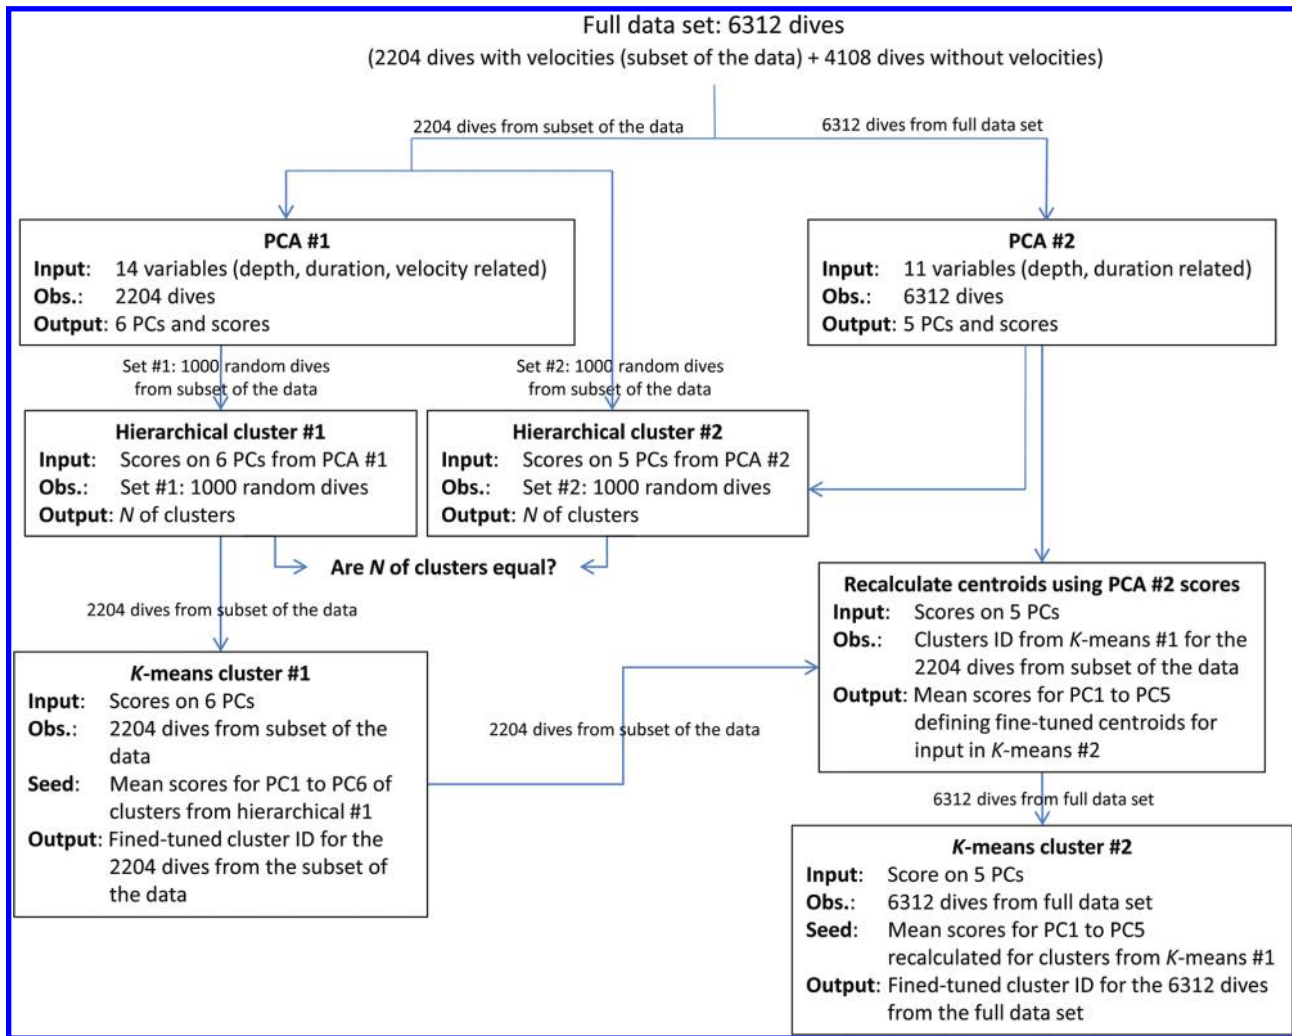 Full data set: 6312 dives
(2204 dives with velocities (subset of the data) + 4108 dives without velocities)
2204 dives from subset of the data
6312 dives from full data set
PCA #1
Input: 14 variables (depth, duration, velocity related)
Obs.: 2204 dives
Output: 6 PCs and scores
PCA #2
Input: 11 variables (depth, duration related)
Obs.: 6312 dives
Output: 5 PCs and scores
Set #1: 1000 random dives
from subset of the data
Set #2: 1000 random dives
from subset of the data
Hierarchical cluster #1
Input: Scores on 6 PCs from PCA #1
Obs.: Set #1: 1000 random dives
Output: N of clusters
Hierarchical cluster #2
Input: Scores on 5 PCs from PCA #2
Obs.: Set #2: 1000 random dives
Output: N of clusters
Are N of clusters equal?
2204 dives from subset of the data
K-means cluster #1
Input: Scores on 6 PCs
Obs.: 2204 dives from subset of the
data
Seed: Mean scores for PC1 to PC6 of
clusters from hierarchical #1
Output: Fined-tuned cluster ID for the
2204 dives from the subset of
the data
2204 dives from subset of the data
Recalculate centroids using PCA #2 scores
Input: Scores on 5 PCs
Obs.: Clusters ID from K-means #1 for the
2204 dives from subset of the data
Output: Mean scores for PC1 to PC5
defining fine-tuned centroids for
input in K-means #2
6312 dives from full data set
K-means cluster #2
Input: Score on 5 PCs
Obs.: 6312 dives from full data set
Seed: Mean scores for PC1 to PC5
recalculated for clusters from K-means #1
Output: Fined-tuned cluster ID for the 6312 dives
from the full data set